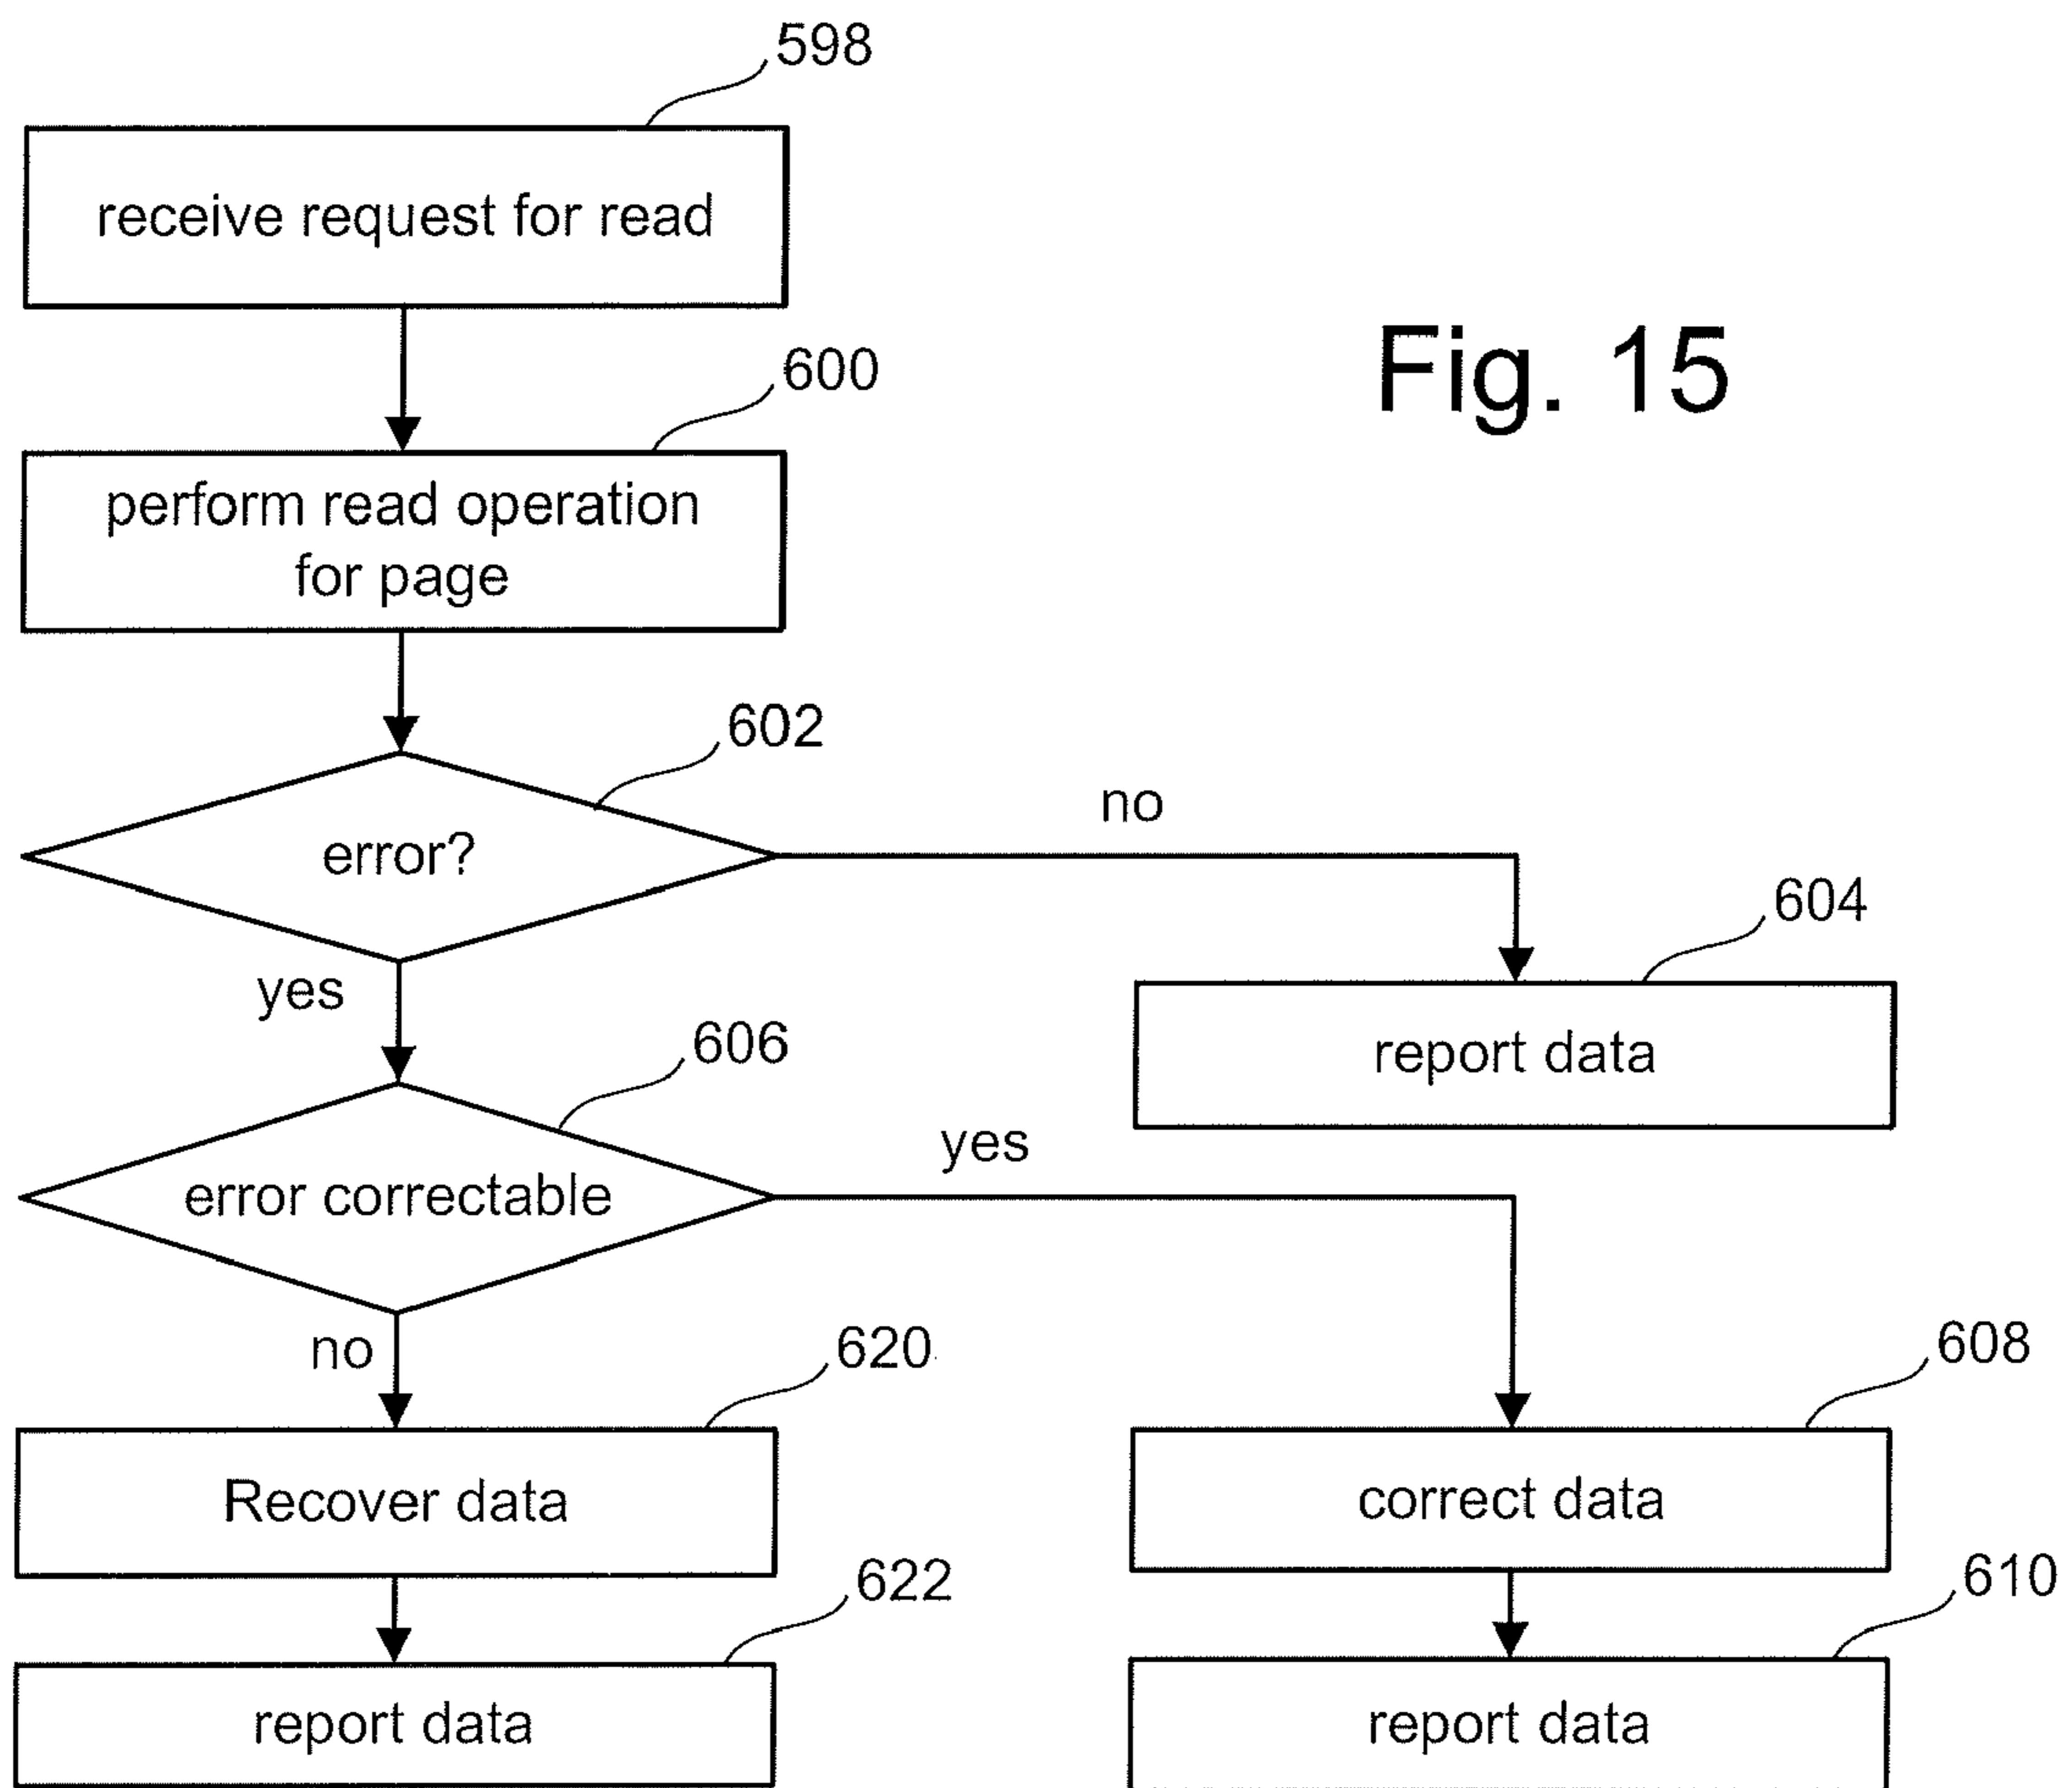 598
receive request for read
Fig. 15
600
perform read operation
for page
602
error?
no
604
report data
yes
606
error correctable
yes
no
620
Recover data
608
correct data
622
report data
610
report data